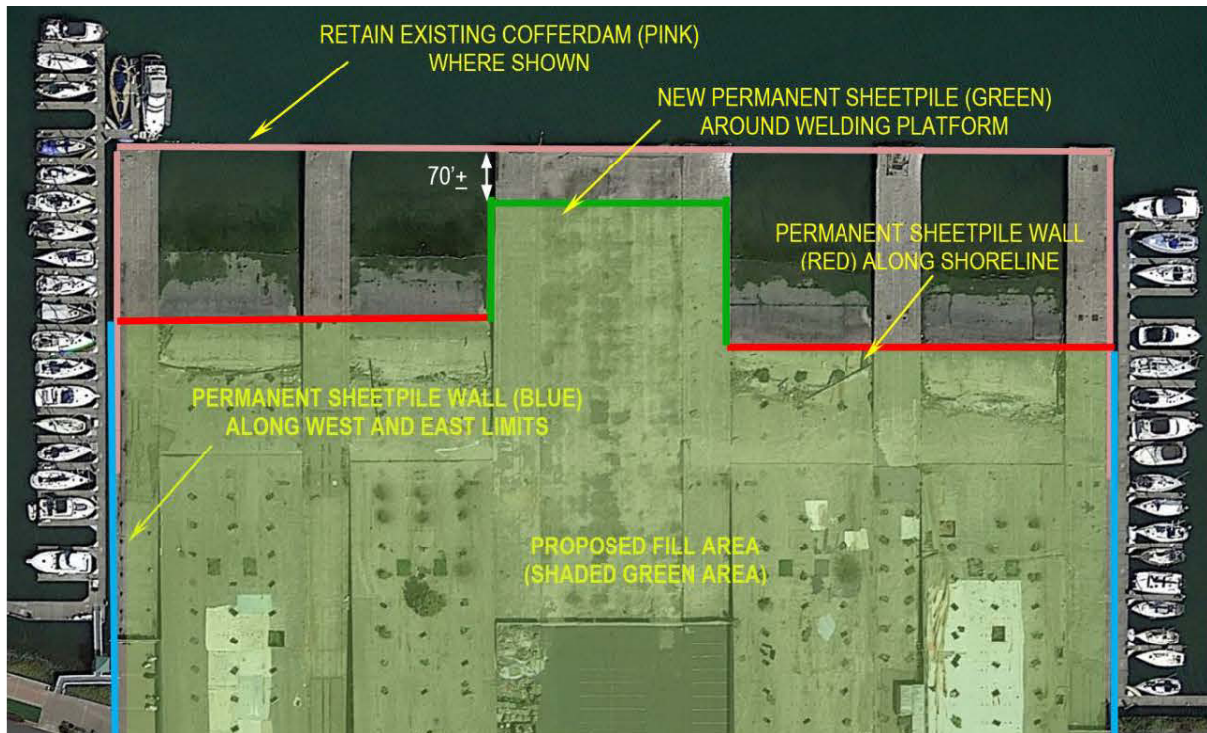 RETAIN EXISTING COFFERDAM (PINK)
WHERE SHOWN
NEW PERMANENT SHEETPILE (GREEN)
AROUND WELDING PLATFORM
70'±
PERMANENT SHEETPILE WALL
(RED) ALONG SHORELINE
PERMANENT SHEETPILE WALL (BLUE)
ALONG WEST AND EAST LIMITS
PROPOSED FILL AREA
(SHADED GREEN AREA)